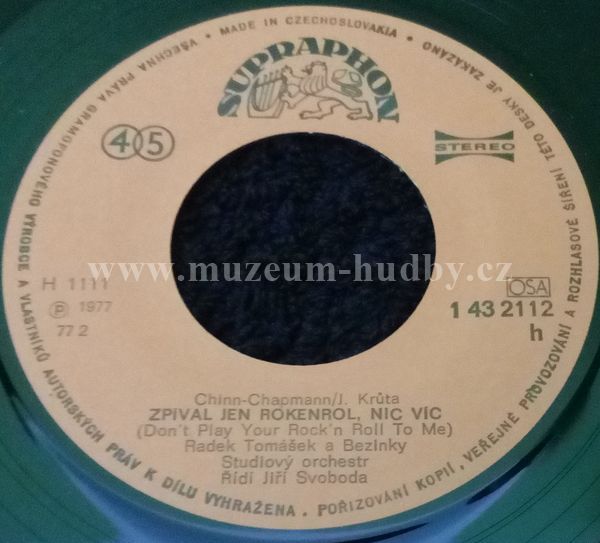 VŠECHNA PRÁVA GRAMOFONOVÉHO VÝROBCE A VLASTNÍKŮ AUTORSKÝCH PRÁV K DÍLU VYHRAŽENA. POŘIZOVÁNÍ KOPIÍ, VEŘEJNÉ PROVOZOVÁNÍ A ROZHLASOVÉ ŠÍŘENÍ TÉTO DESKY JE ZAKÁZÁNO • MADE IN CZECHOSLOVAKIA •
SUPRAPHON
45
STEREO
www.muzeum-hudby.cz
H 1111
℗ 1977
77 2
OSA
1 43 2112
h
Chinn-Chapmann/J. Krůta
ZPÍVAL JEN ROKENROL, NIC VÍC
(Don't Play Your Rock'n Roll To Me)
Radek Tomášek a Bezinky
Studiový orchestr
Řídí Jiří Svoboda